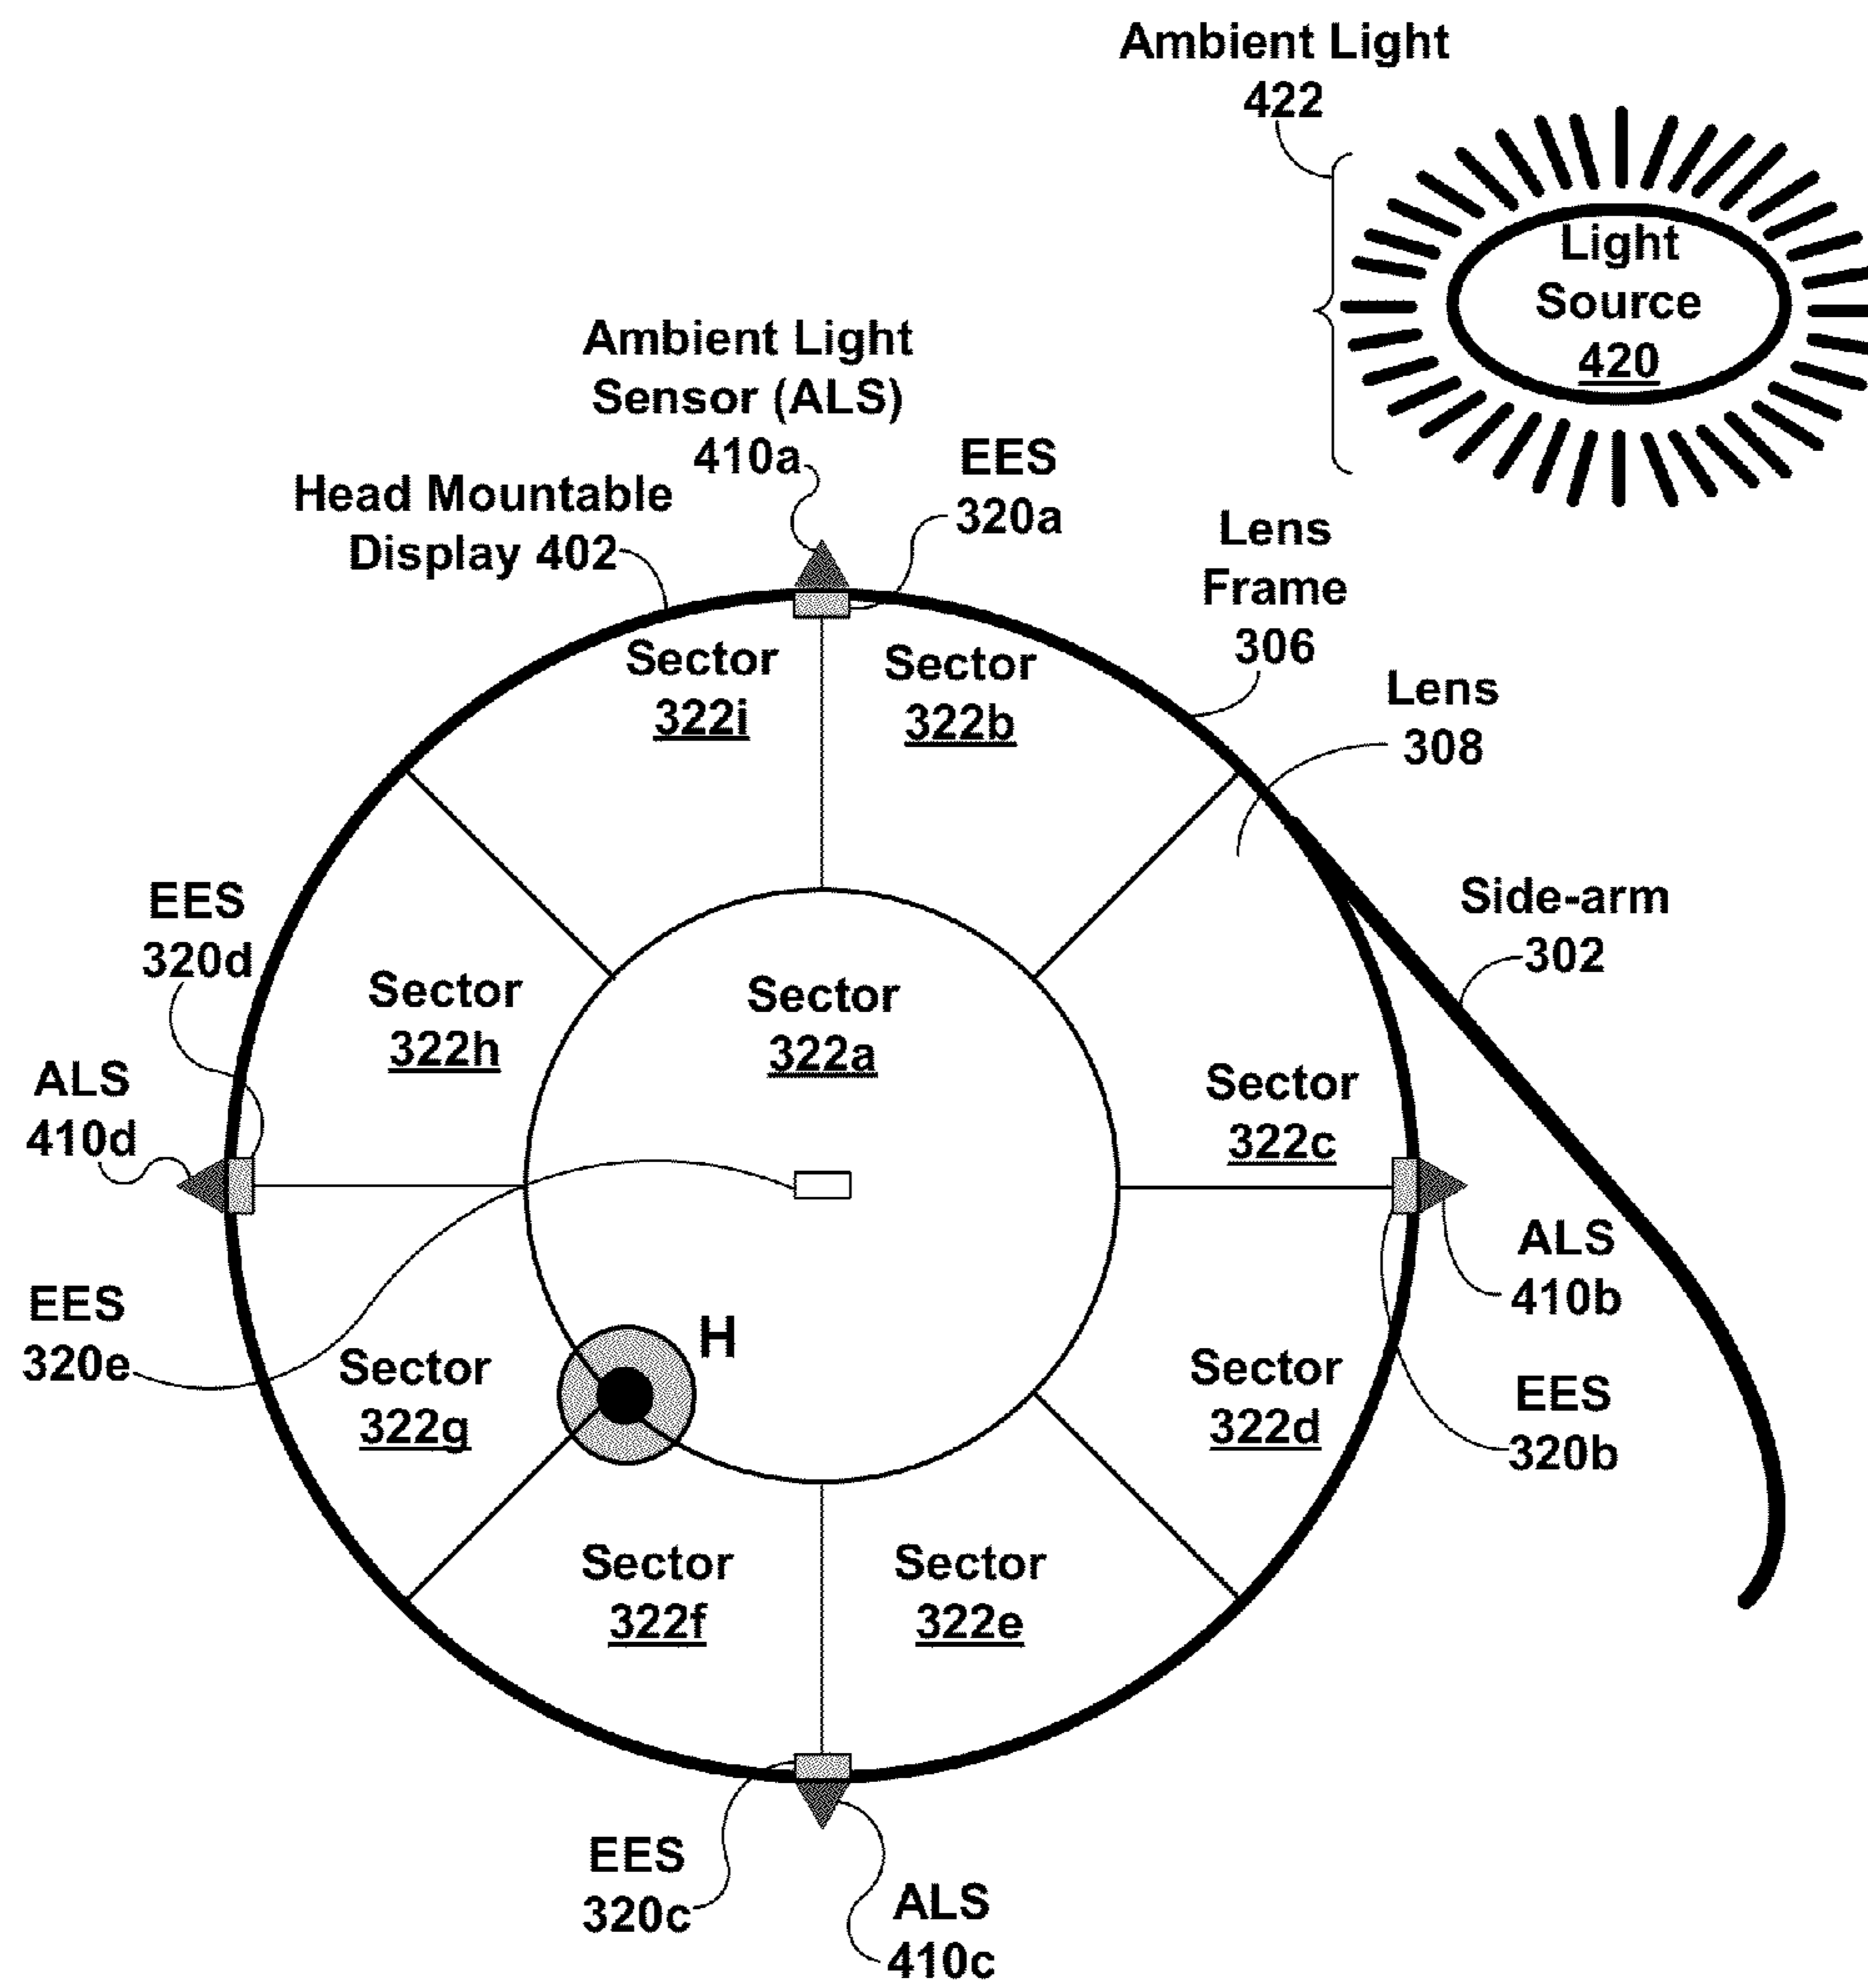 Ambient Light
422
Light
Source
420
Ambient Light
Sensor (ALS)
410a
EES
320a
Head Mountable
Display 402
Lens
Frame
306
Lens
308
Sector
322i
Sector
322b
EES
320d
Side-arm
302
Sector
322h
Sector
322a
ALS
410d
Sector
322c
ALS
410b
EES
320e
H
Sector
322g
Sector
322d
EES
320b
Sector
322f
Sector
322e
EES
320c
ALS
410c